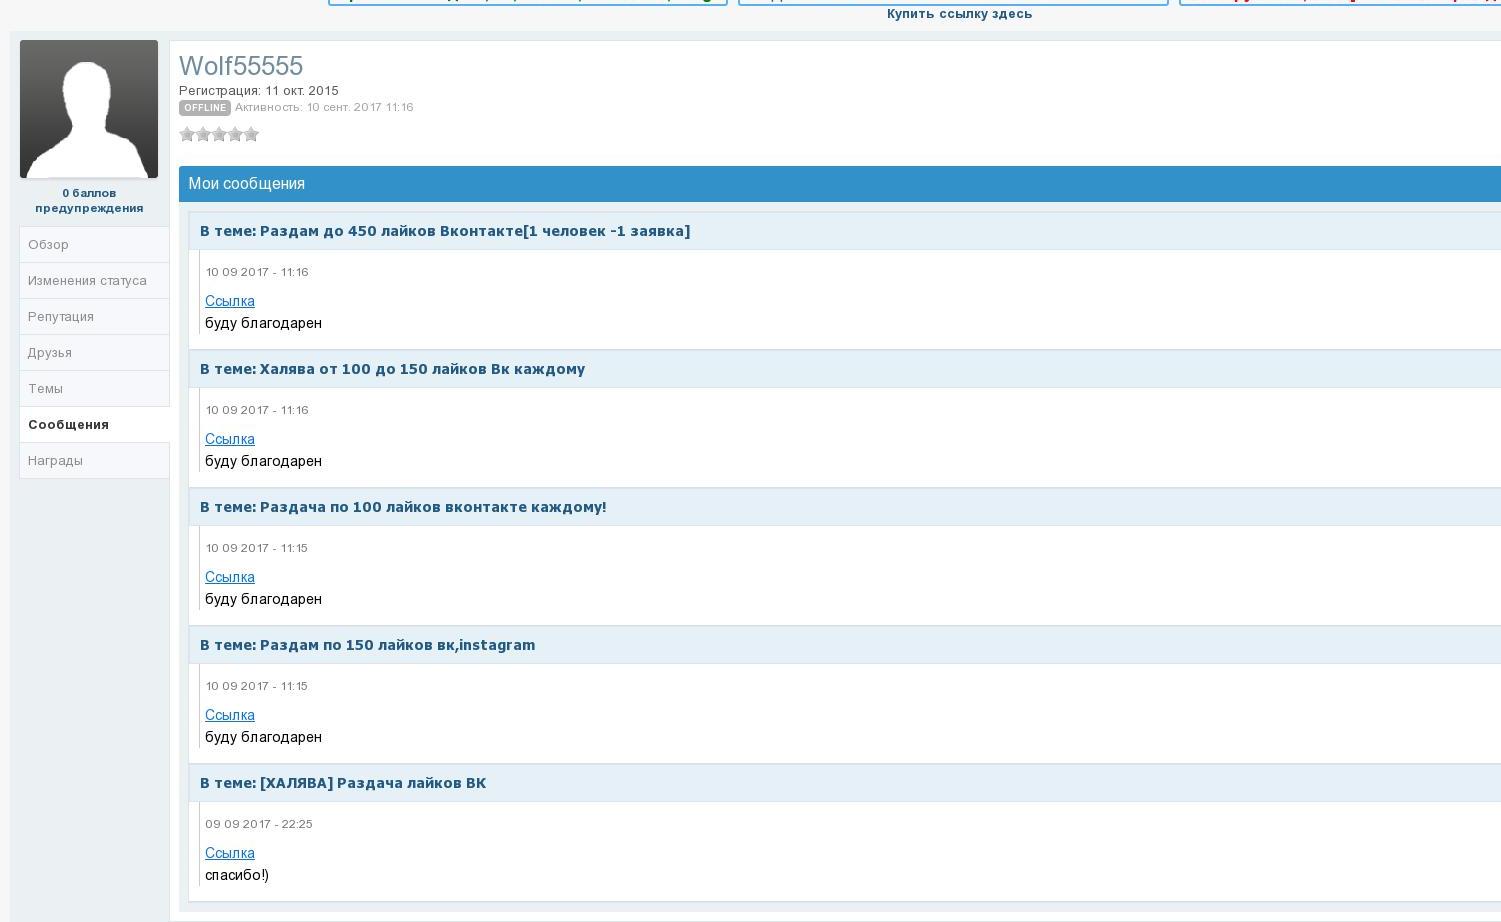 Купить ссылку здесь
Wolf55555
Регистрация: 11 окт. 2015
OFFLINE Активность: 10 сент. 2017 11:16
0 баллов
предупреждения
Обзор
Изменения статуса
Репутация
Друзья
Темы
Сообщения
Награды
Мои сообщения
В теме: Раздам до 450 лайков Вконтакте[1 человек -1 заявка]
10 09 2017 - 11:16
Ссылка
буду благодарен
В теме: Халява от 100 до 150 лайков Вк каждому
10 09 2017 - 11:16
Ссылка
буду благодарен
В теме: Раздача по 100 лайков вконтакте каждому!
10 09 2017 - 11:15
Ссылка
буду благодарен
В теме: Раздам по 150 лайков вк,instagram
10 09 2017 - 11:15
Ссылка
буду благодарен
В теме: [ХАЛЯВА] Раздача лайков ВК
09 09 2017 - 22:25
Ссылка
спасибо!)